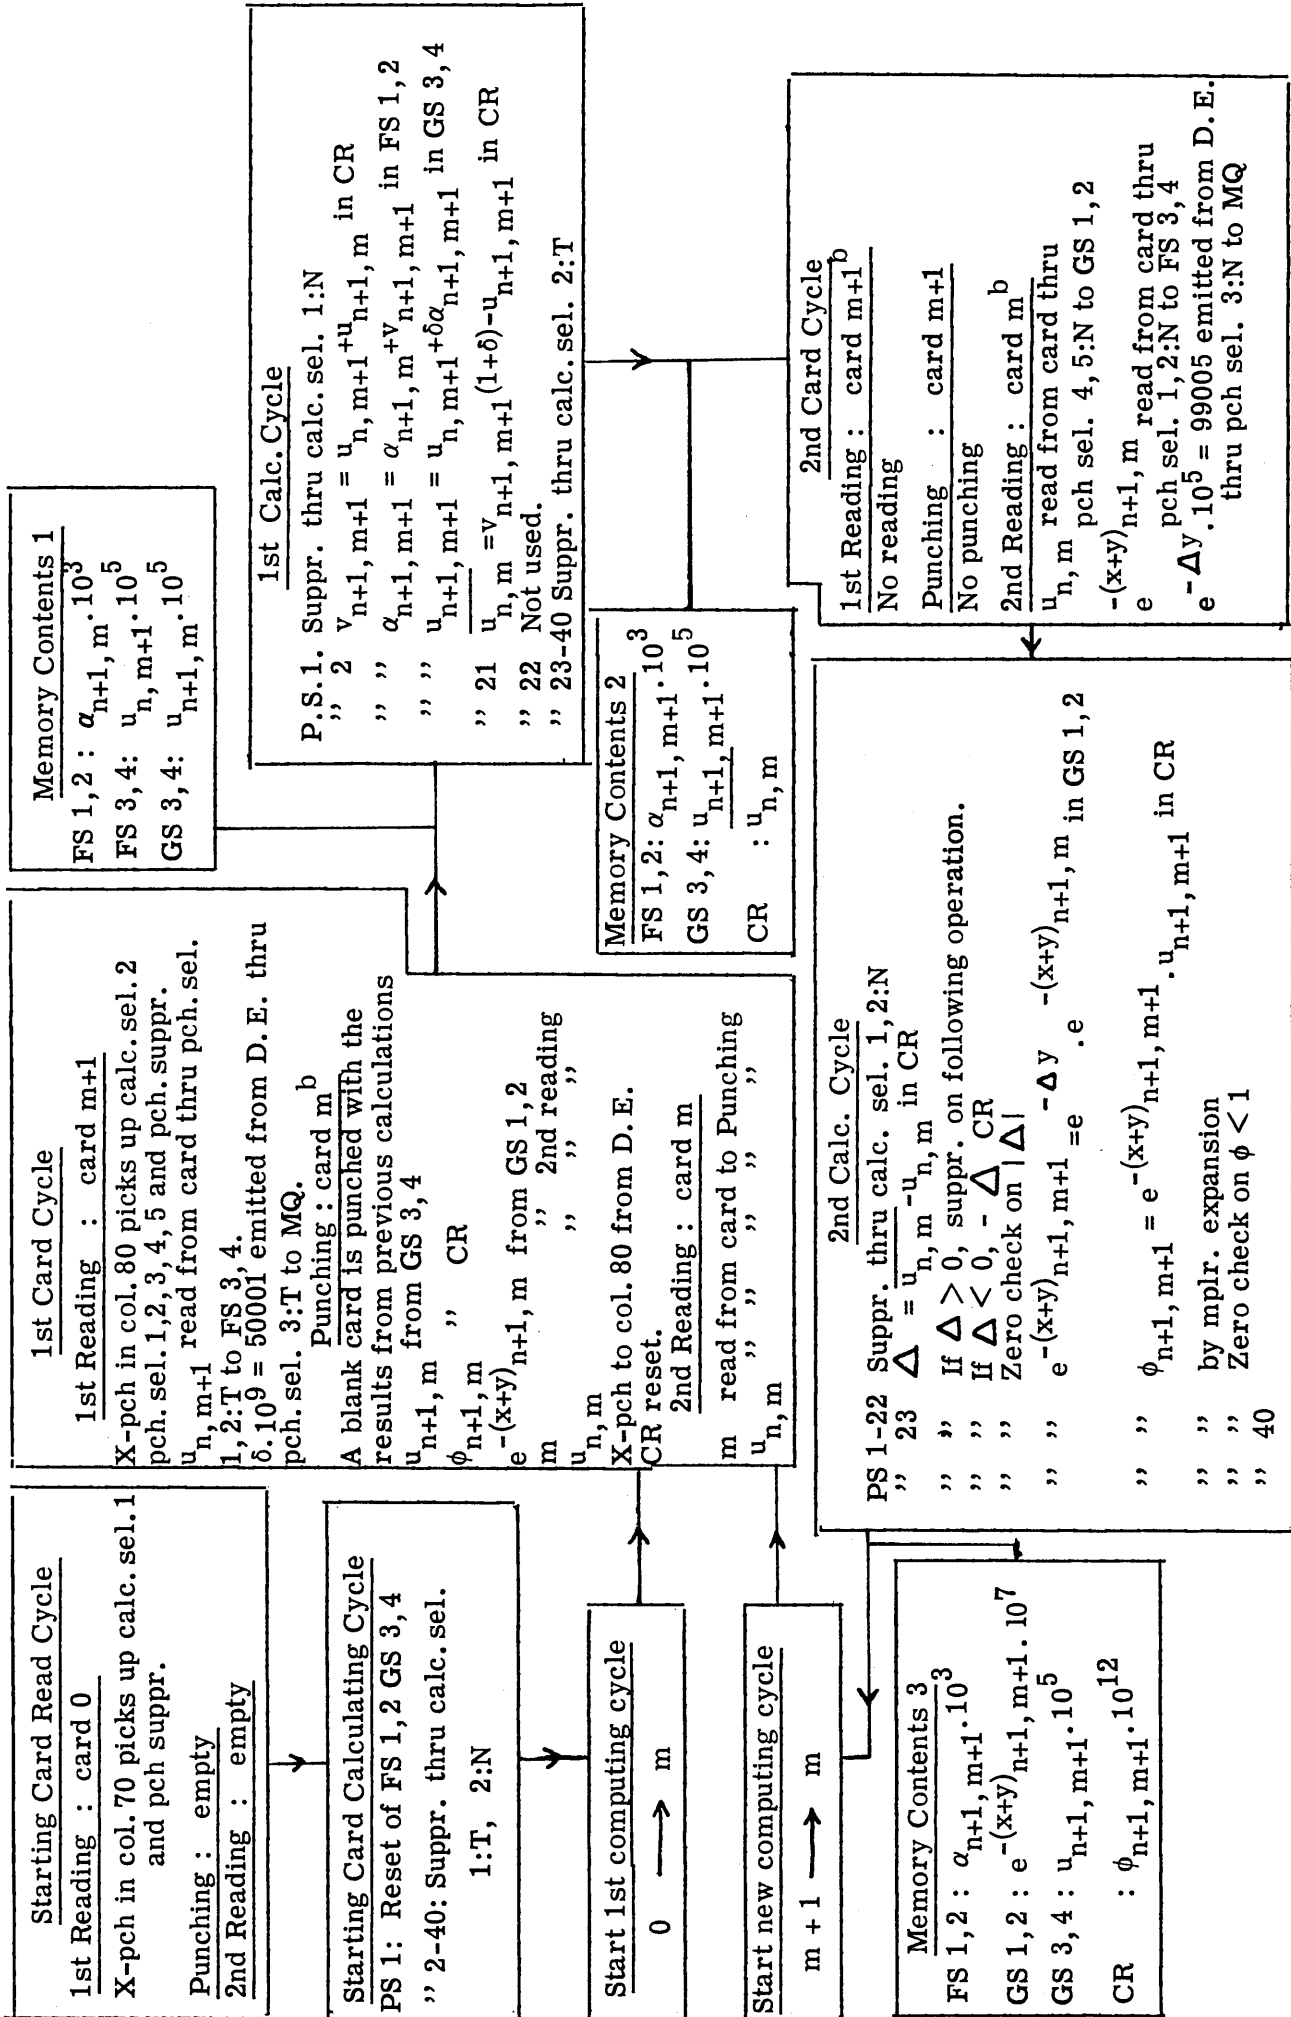 Starting Card Read Cycle
1st Reading : card 0
X-pch in col. 70 picks up calc. sel. 1
and pch suppr.
Punching : empty
2nd Reading : empty
Starting Card Calculating Cycle
PS 1: Reset of FS 1,2 GS 3,4
,, 2-40: Suppr. thru calc. sel.
1:T, 2:N
Start 1st computing cycle
0 → m
Start new computing cycle
m + 1 → m
Memory Contents 3
FS 1,2 : α_{n+1,m+1}·10^3
GS 1,2 : e^{-(x+y)}_{n+1,m+1}·10^7
GS 3,4 : u_{n+1,m+1}·10^5
CR : φ_{n+1,m+1}·10^{12}
1st Card Cycle
1st Reading : card m+1
X-pch in col. 80 picks up calc. sel. 2
pch. sel. 1,2,3,4,5 and pch. suppr.
u_{n,m+1} read from card thru pch. sel.
1,2:T to FS 3,4.
δ.10^9 = 50001 emitted from D.E. thru
pch. sel. 3:T to MQ.
Punching : card m^b
A blank card is punched with the
results from previous calculations
u_{n+1,m} from GS 3,4
φ_{n+1,m} ,, CR
e^{-(x+y)}_{n+1,m} from GS 1,2
m ,, 2nd reading
u_{n,m} ,, ,, ,,
X-pch to col. 80 from D.E.
CR reset.
2nd Reading : card m
m read from card to Punching
u_{n,m} ,, ,, ,, ,, ,,
Memory Contents 1
FS 1,2 : α_{n+1,m}·10^3
FS 3,4: u_{n,m+1}·10^5
GS 3,4: u_{n+1,m}·10^5
1st Calc. Cycle
P.S. 1. Suppr. thru calc. sel. 1:N
,, 2 v_{n+1,m+1} = u_{n,m+1}+u_{n+1,m} in CR
,, ,, α_{n+1,m+1} = α_{n+1,m}+v_{n+1,m+1} in FS 1,2
,, ,, u_{n+1,m+1} = u_{n,m+1}+δα_{n+1,m+1} in GS 3,4
,, 21 u̅_{n,m} = v_{n+1,m+1}(1+δ)-u_{n+1,m+1} in CR
,, 22 Not used.
,, 23-40 Suppr. thru calc. sel. 2:T
Memory Contents 2
FS 1,2: α_{n+1,m+1}·10^3
GS 3,4: u_{n+1,m+1}·10^5
CR : u̅_{n,m}
2nd Card Cycle
1st Reading : card m+1^b
No reading
Punching : card m+1
No punching
2nd Reading : card m^b
u_{n,m} read from card thru
pch sel. 4,5:N to GS 1,2
e^{-(x+y)}_{n+1,m} read from card thru
pch sel. 1,2:N to FS 3,4
e^{-Δy}.10^5 = 99005 emitted from D.E.
thru pch sel. 3:N to MQ
2nd Calc. Cycle
PS 1-22 Suppr. thru calc. sel. 1,2:N
,, 23 Δ = u̅_{n,m}-u_{n,m} in CR
,, ,, If Δ > 0, suppr. on following operation.
,, ,, If Δ < 0, - Δ CR
,, ,, Zero check on |Δ|
,, ,, e^{-(x+y)}_{n+1,m+1} = e^{-Δy}.e^{-(x+y)}_{n+1,m} in GS 1,2
,, ,, φ_{n+1,m+1} = e^{-(x+y)}_{n+1,m+1}.u_{n+1,m+1} in CR
,, ,, by mplr. expansion
,, 40 Zero check on φ < 1